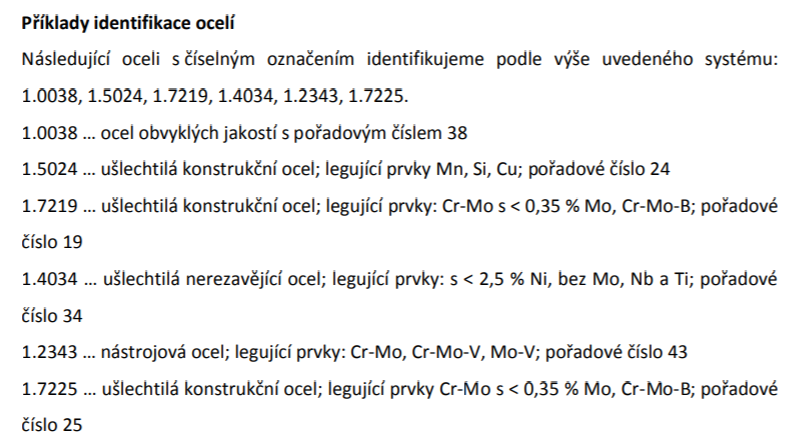 Příklady identifikace ocelí
Následující oceli s číselným označením identifikujeme podle výše uvedeného systému:
1.0038, 1.5024, 1.7219, 1.4034, 1.2343, 1.7225.
1.0038 … ocel obvyklých jakostí s pořadovým číslem 38
1.5024 … ušlechtilá konstrukční ocel; legující prvky Mn, Si, Cu; pořadové číslo 24
1.7219 … ušlechtilá konstrukční ocel; legující prvky: Cr-Mo s < 0,35 % Mo, Cr-Mo-B; pořadové
číslo 19
1.4034 … ušlechtilá nerezavějící ocel; legující prvky: s < 2,5 % Ni, bez Mo, Nb a Ti; pořadové
číslo 34
1.2343 … nástrojová ocel; legující prvky: Cr-Mo, Cr-Mo-V, Mo-V; pořadové číslo 43
1.7225 … ušlechtilá konstrukční ocel; legující prvky Cr-Mo s < 0,35 % Mo, Cr-Mo-B; pořadové
číslo 25